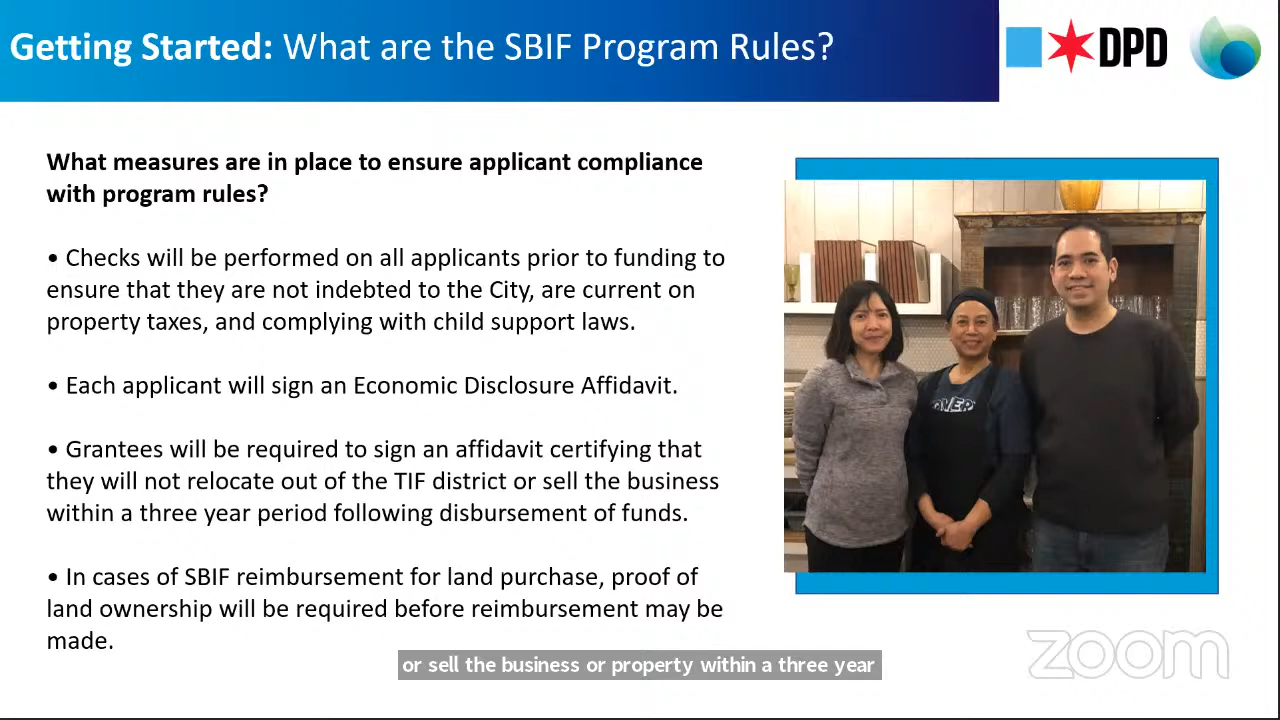 Getting Started: What are the SBIF Program Rules?
DPD
What measures are in place to ensure applicant compliance
with program rules?
• Checks will be performed on all applicants prior to funding to
ensure that they are not indebted to the City, are current on
property taxes, and complying with child support laws.
• Each applicant will sign an Economic Disclosure Affidavit.
• Grantees will be required to sign an affidavit certifying that
they will not relocate out of the TIF district or sell the business
within a three year period following disbursement of funds.
• In cases of SBIF reimbursement for land purchase, proof of
land ownership will be required before reimbursement may be
made.
or sell the business or property within a three year
zoom